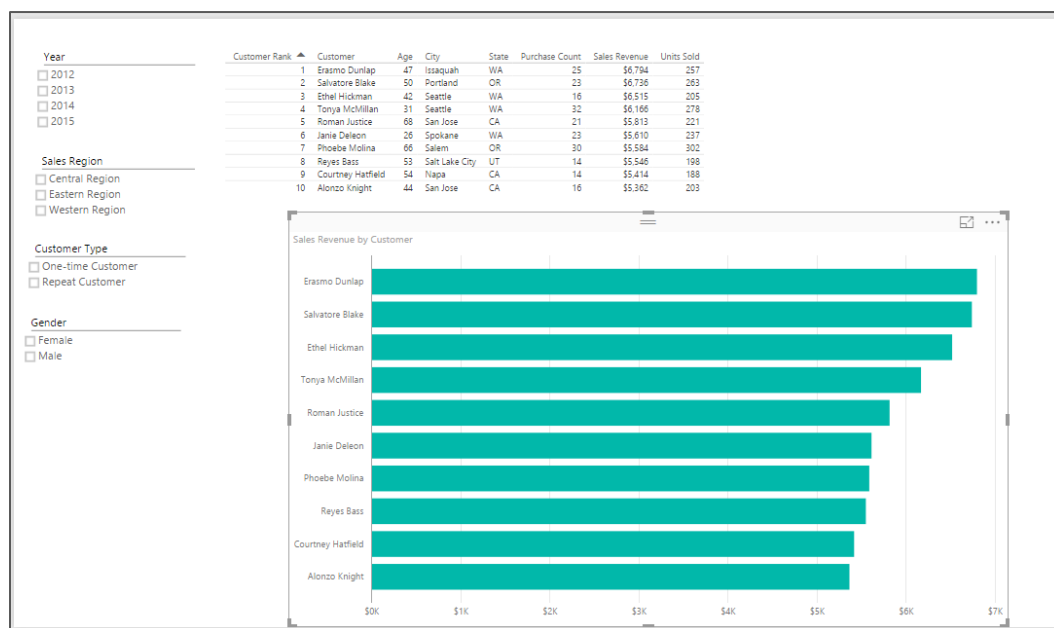 Year
2012
2013
2014
2015
Sales Region
Central Region
Eastern Region
Western Region
Customer Type
One-time Customer
Repeat Customer
Gender
Female
Male
Customer Rank Customer Age City State Purchase Count Sales Revenue Units Sold
1 Erasmo Dunlap 47 Issaquah WA 25 $6,794 257
2 Salvatore Blake 50 Portland OR 23 $6,736 263
3 Ethel Hickman 42 Seattle WA 16 $6,515 205
4 Tonya McMillan 31 Seattle WA 32 $6,166 278
5 Roman Justice 68 San Jose CA 21 $5,813 221
6 Janie Deleon 26 Spokane WA 23 $5,610 237
7 Phoebe Molina 66 Salem OR 30 $5,584 302
8 Reyes Bass 53 Salt Lake City UT 14 $5,546 198
9 Courtney Hatfield 54 Napa CA 14 $5,414 188
10 Alonzo Knight 44 San Jose CA 16 $5,362 203
Sales Revenue by Customer
Erasmo Dunlap
Salvatore Blake
Ethel Hickman
Tonya McMillan
Roman Justice
Janie Deleon
Phoebe Molina
Reyes Bass
Courtney Hatfield
Alonzo Knight
$0K $1K $2K $3K $4K $5K $6K $7K